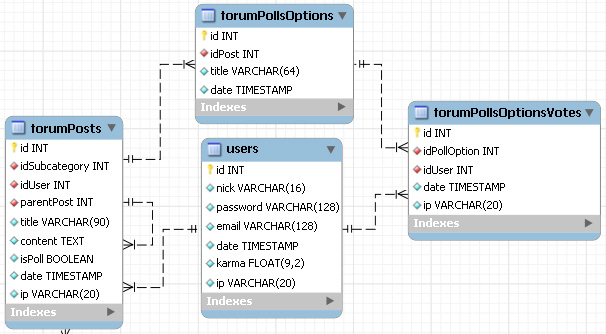 torumPollsOptions
id INT
idPost INT
title VARCHAR(64)
date TIMESTAMP
Indexes
torumPosts
id INT
idSubcategory INT
idUser INT
parentPost INT
title VARCHAR(90)
content TEXT
isPoll BOOLEAN
date TIMESTAMP
ip VARCHAR(20)
Indexes
users
id INT
nick VARCHAR(16)
password VARCHAR(128)
email VARCHAR(128)
date TIMESTAMP
karma FLOAT(9,2)
ip VARCHAR(20)
Indexes
torumPollsOptionsVotes
id INT
idPollOption INT
idUser INT
date TIMESTAMP
ip VARCHAR(20)
Indexes